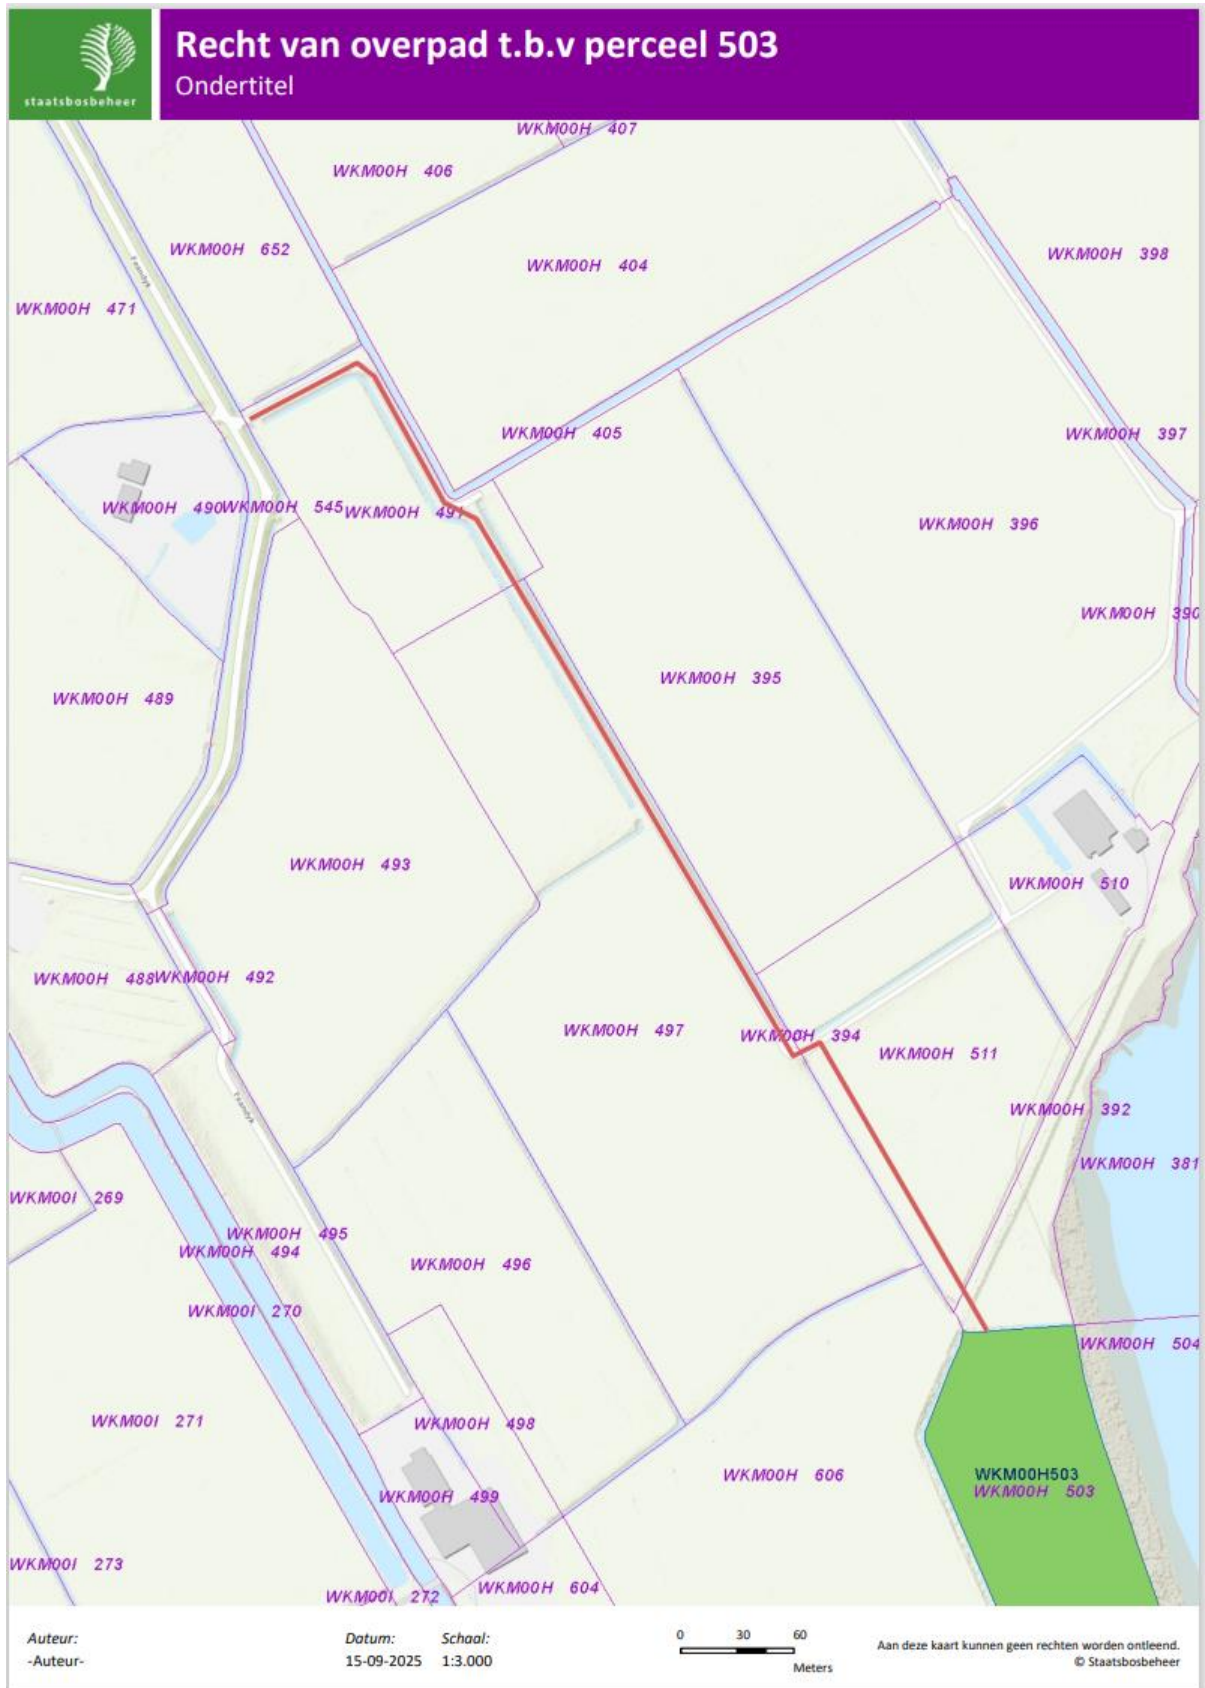 staatsbosbeheer
Recht van overpad t.b.v perceel 503
Ondertitel
WKM00H 407
WKM00H 406
WKM00H 652
WKM00H 404
WKM00H 398
WKM00H 471
WKM00H 405
WKM00H 397
WKM00H 490
WKM00H 545
WKM00H 491
WKM00H 396
WKM00H 390
WKM00H 395
WKM00H 489
WKM00H 493
WKM00H 510
WKM00H 488
WKM00H 492
WKM00H 497
WKM00H 394
WKM00H 511
WKM00H 392
WKM00H 381
WKM00I 269
WKM00H 495
WKM00H 494
WKM00H 496
WKM00I 270
WKM00H 504
WKM00I 271
WKM00H 498
WKM00H 606
WKM00H503
WKM00H 503
WKM00H 499
WKM00I 273
WKM00I 272
WKM00H 604
Auteur:
-Auteur-
Datum:
15-09-2025
Schaal:
1:3.000
0 30 60
Meters
Aan deze kaart kunnen geen rechten worden ontleend.
© Staatsbosbeheer